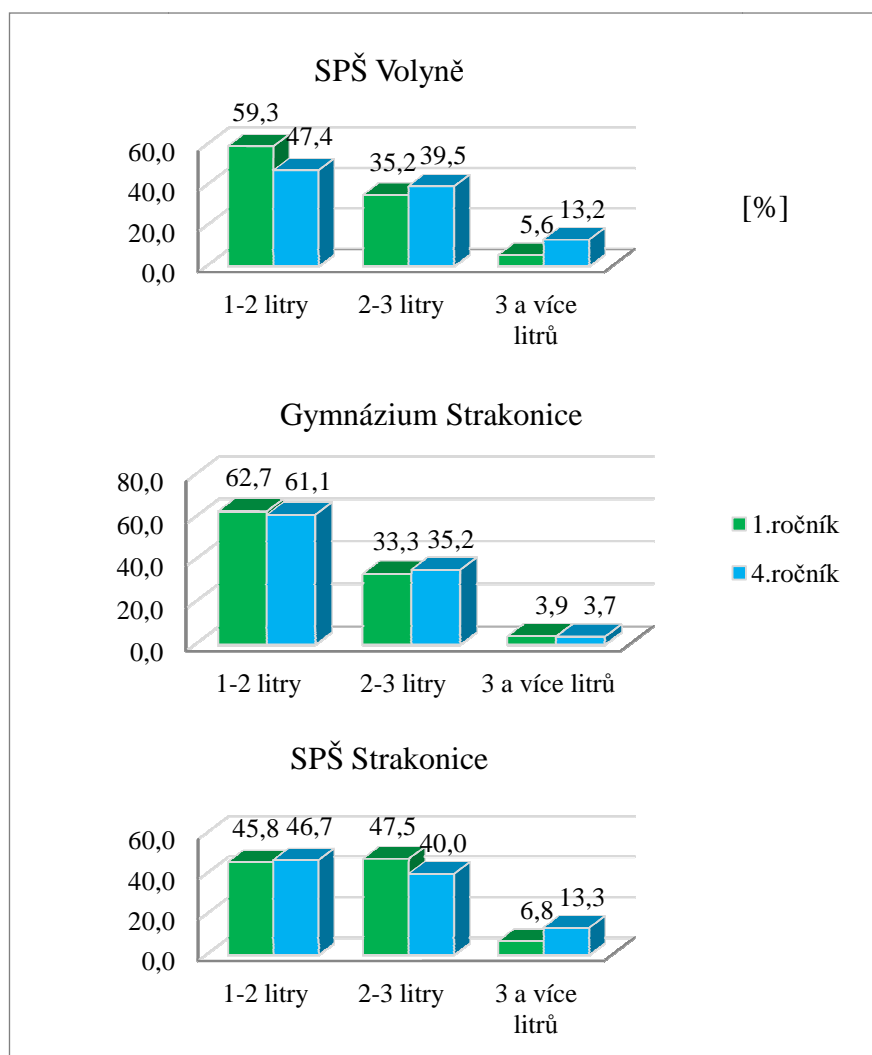 SPŠ Volyně
59,3
47,4
35,2
39,5
5,6
13,2
60,0
40,0
20,0
0,0
[%]
1-2 litry
2-3 litry
3 a více
litrů
Gymnázium Strakonice
62,7
61,1
33,3
35,2
3,9
3,7
80,0
60,0
40,0
20,0
0,0
1-2 litry
2-3 litry
3 a více litrů
1.ročník
4.ročník
SPŠ Strakonice
45,8
46,7
47,5
40,0
6,8
13,3
60,0
40,0
20,0
0,0
1-2 litry
2-3 litry
3 a více
litrů